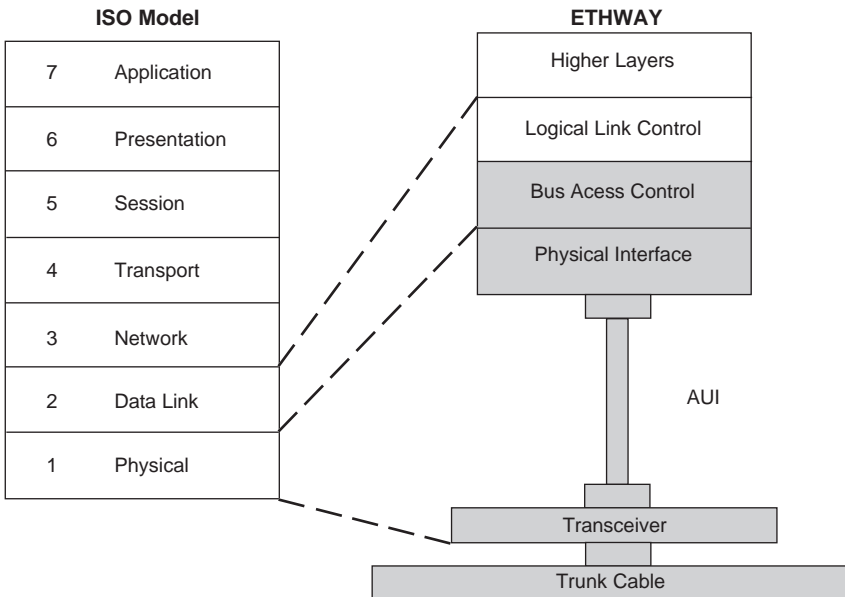 ISO Model
7 Application
6 Presentation
5 Session
4 Transport
3 Network
2 Data Link
1 Physical
ETHWAY
Higher Layers
Logical Link Control
Bus Acess Control
Physical Interface
AUI
Transceiver
Trunk Cable